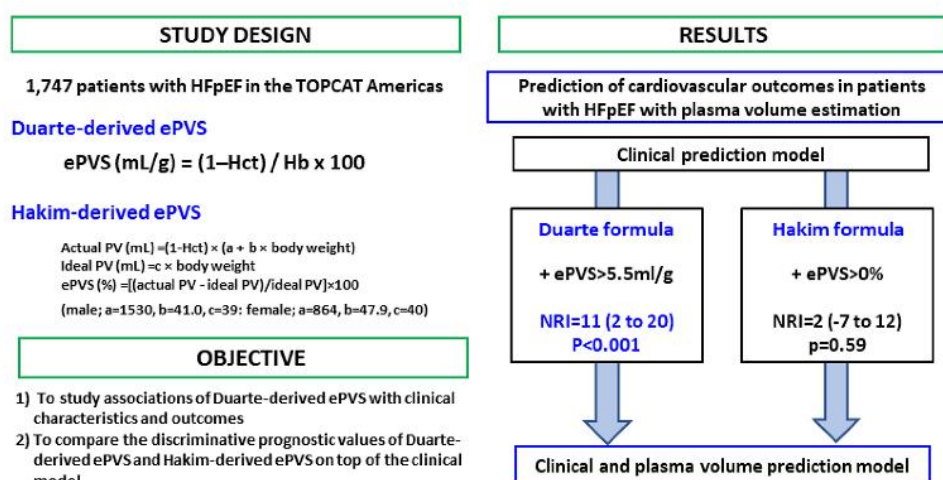 STUDY DESIGN
1,747 patients with HFpEF in the TOPCAT Americas
Duarte-derived ePVS
ePVS (mL/g) = (1–Hct) / Hb x 100
Hakim-derived ePVS
Actual PV (mL) =(1-Hct) × (a + b × body weight)
Ideal PV (mL) =c × body weight
ePVS (%) =[(actual PV - ideal PV)/ideal PV]×100
(male; a=1530, b=41.0, c=39: female; a=864, b=47.9, c=40)
OBJECTIVE
1) To study associations of Duarte-derived ePVS with clinical
characteristics and outcomes
2) To compare the discriminative prognostic values of Duarte-
derived ePVS and Hakim-derived ePVS on top of the clinical
model
RESULTS
Prediction of cardiovascular outcomes in patients
with HFpEF with plasma volume estimation
Clinical prediction model
Duarte formula
+ ePVS>5.5ml/g
NRI=11 (2 to 20)
P<0.001
Hakim formula
+ ePVS>0%
NRI=2 (-7 to 12)
p=0.59
Clinical and plasma volume prediction model